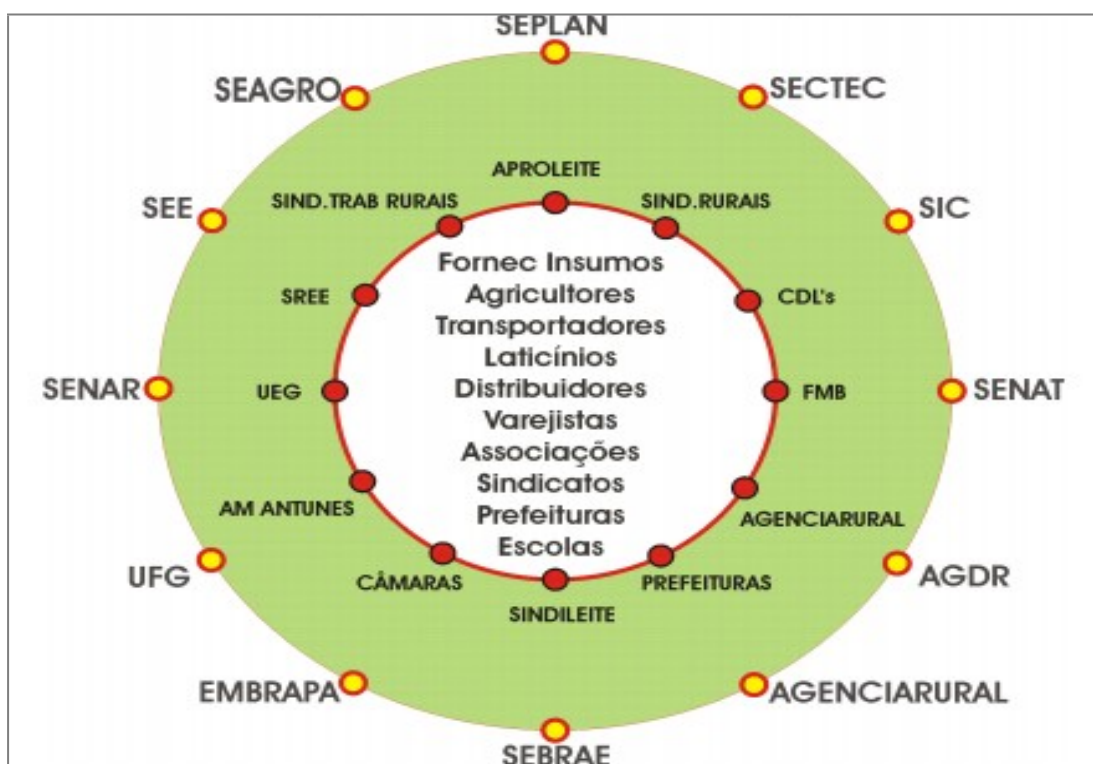 SEPLAN
SEAGRO
SECTEC
APROLEITE
SEE
SIND.TRAB RURAIS
SIND.RURAIS
SIC
Fornec Insumos
SREE
Agricultores
CDL's
Transportadores
Laticínios
SENAR
UEG
Distribuidores
FMB
SENAT
Varejistas
Associações
Sindicatos
AM ANTUNES
Prefeituras
AGENCIARURAL
Escolas
UFG
CÂMARAS
PREFEITURAS
AGDR
SINDILEITE
EMBRAPA
AGENCIARURAL
SEBRAE